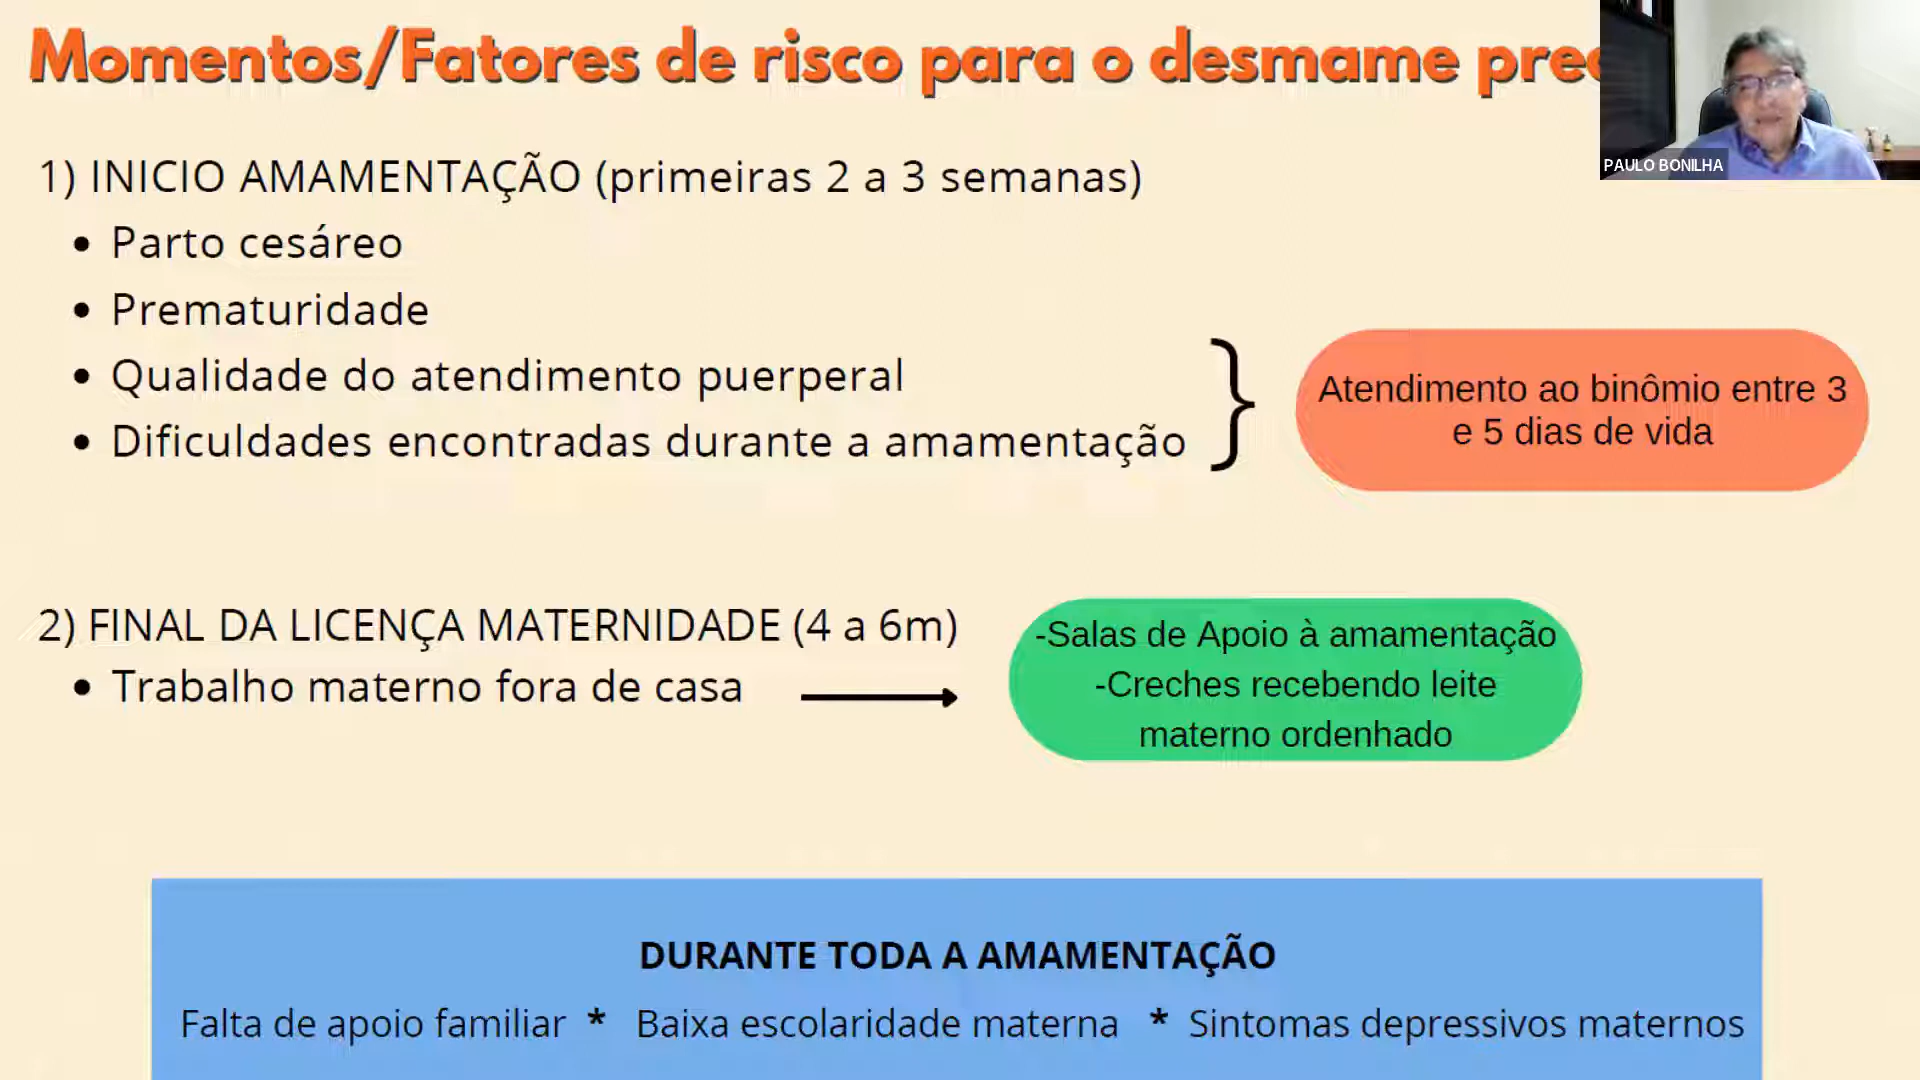 Momentos/Fatores de risco para o desmame
PAULO BONILHA
1) INICIO AMAMENTAÇÃO (primeiras 2 a 3 semanas)
• Parto cesáreo
• Prematuridade
• Qualidade do atendimento puerperal
• Dificuldades encontradas durante a amamentação
}
Atendimento ao binômio entre 3
e 5 dias de vida
2) FINAL DA LICENÇA MATERNIDADE (4 a 6m)
• Trabalho materno fora de casa
-Salas de Apoio à amamentação
-Creches recebendo leite
materno ordenhado
DURANTE TODA A AMAMENTAÇÃO
Falta de apoio familiar * Baixa escolaridade materna * Sintomas depressivos maternos